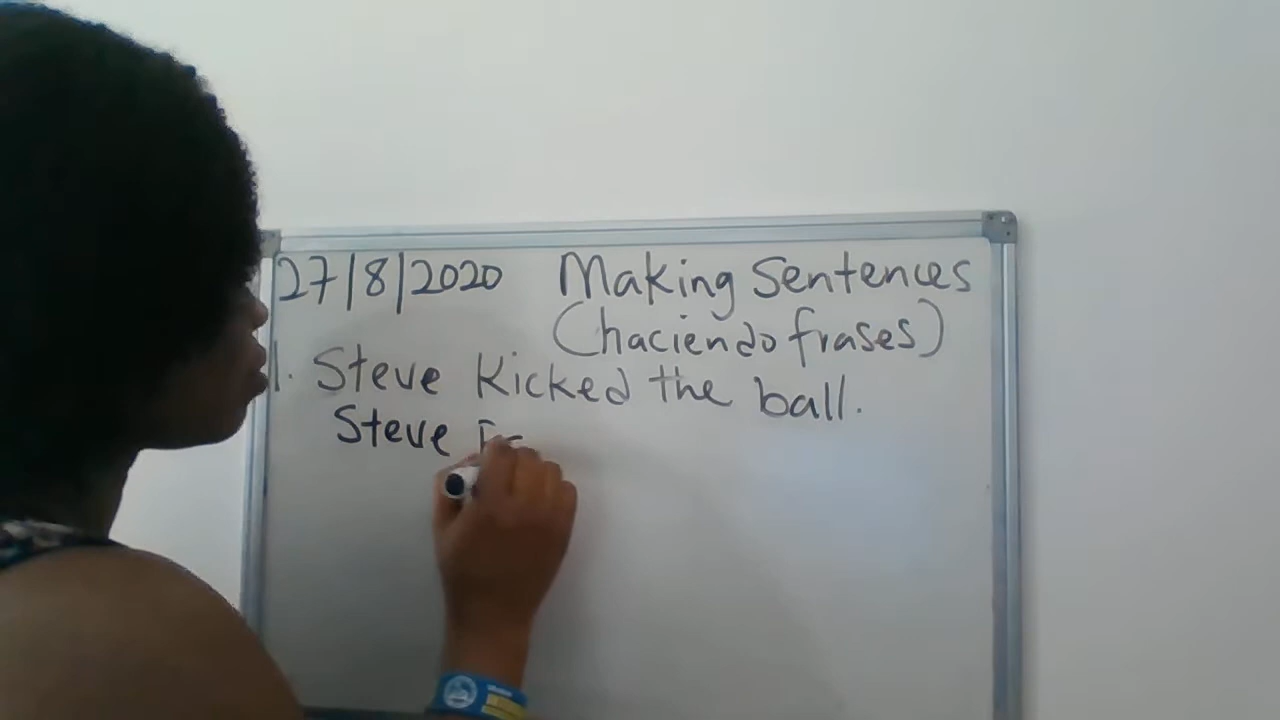 27/8/2020 Making Sentences
(haciendo frases)
1. Steve Kicked the ball.
Steve